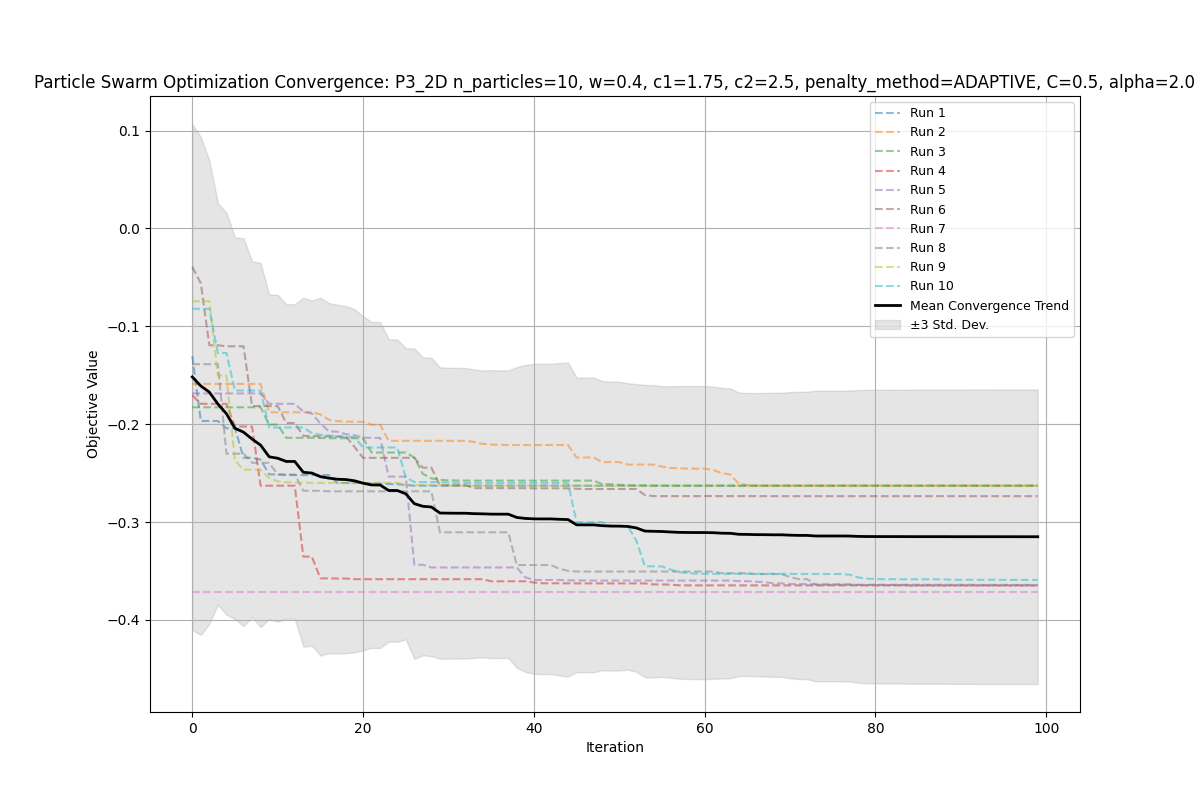 Particle Swarm Optimization Convergence: P3_2D n_particles=10, w=0.4, c1=1.75, c2=2.5, penalty_method=ADAPTIVE, C=0.5, alpha=2.0
Run 1
Run 2
Run 3
Run 4
Run 5
Run 6
Run 7
Run 8
Run 9
Run 10
Mean Convergence Trend
±3 Std. Dev.
Objective Value
0.1
0.0
−0.1
−0.2
−0.3
−0.4
0 20 40 60 80 100
Iteration